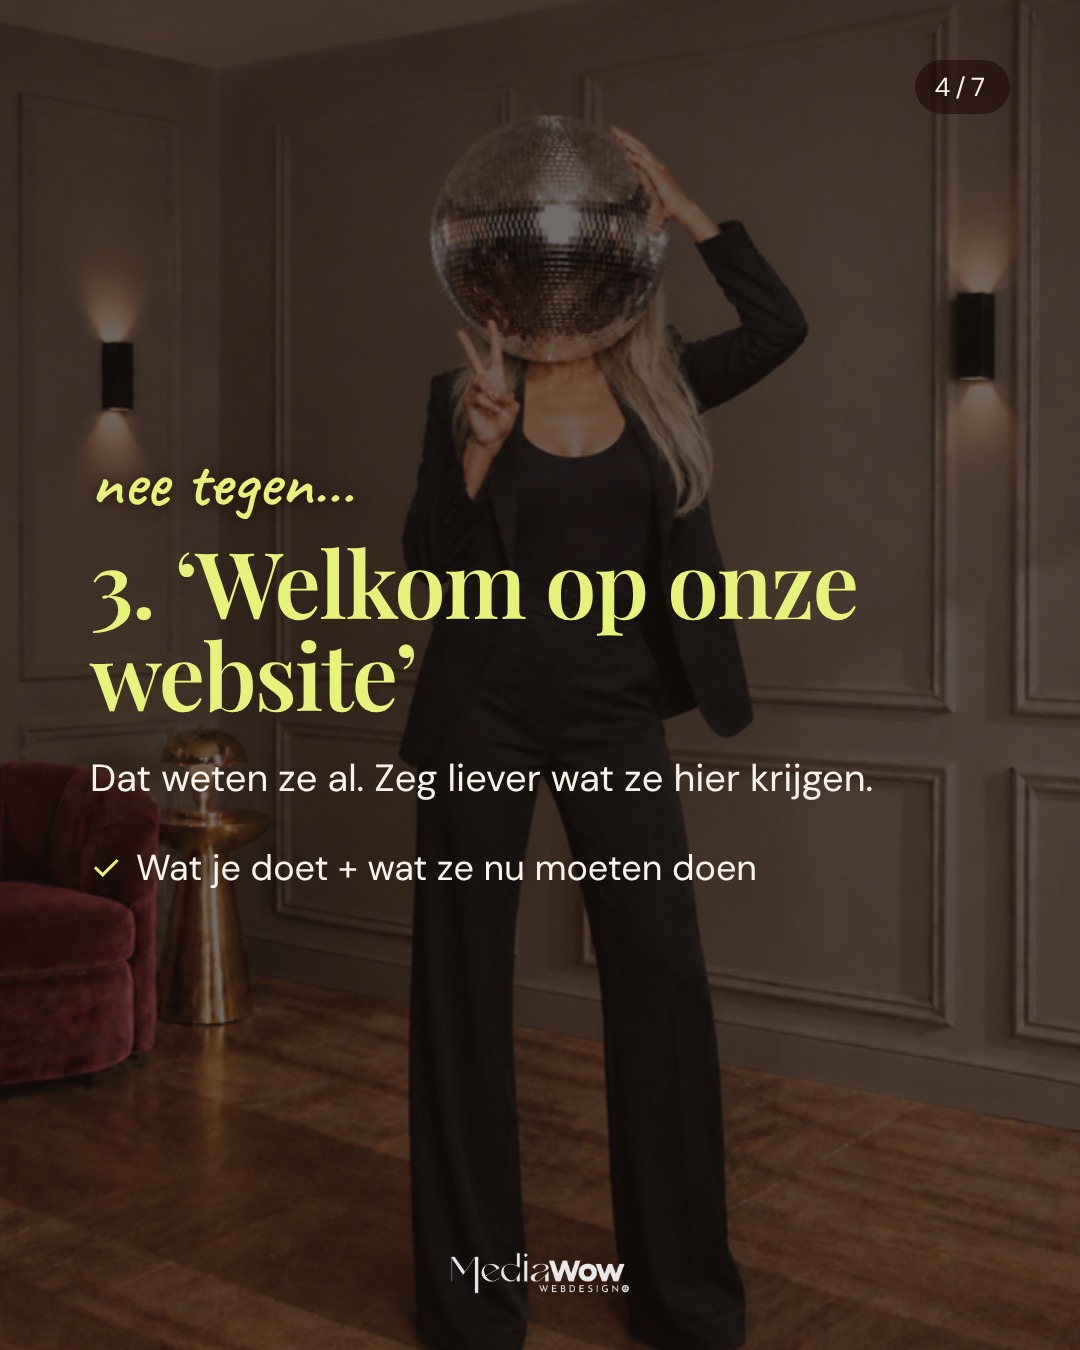 4/7
nee tegen...
3. ‘Welkom op onze
website’
Dat weten ze al. Zeg liever wat ze hier krijgen.
✓ Wat je doet + wat ze nu moeten doen
MediaWow
WEBDESIGN